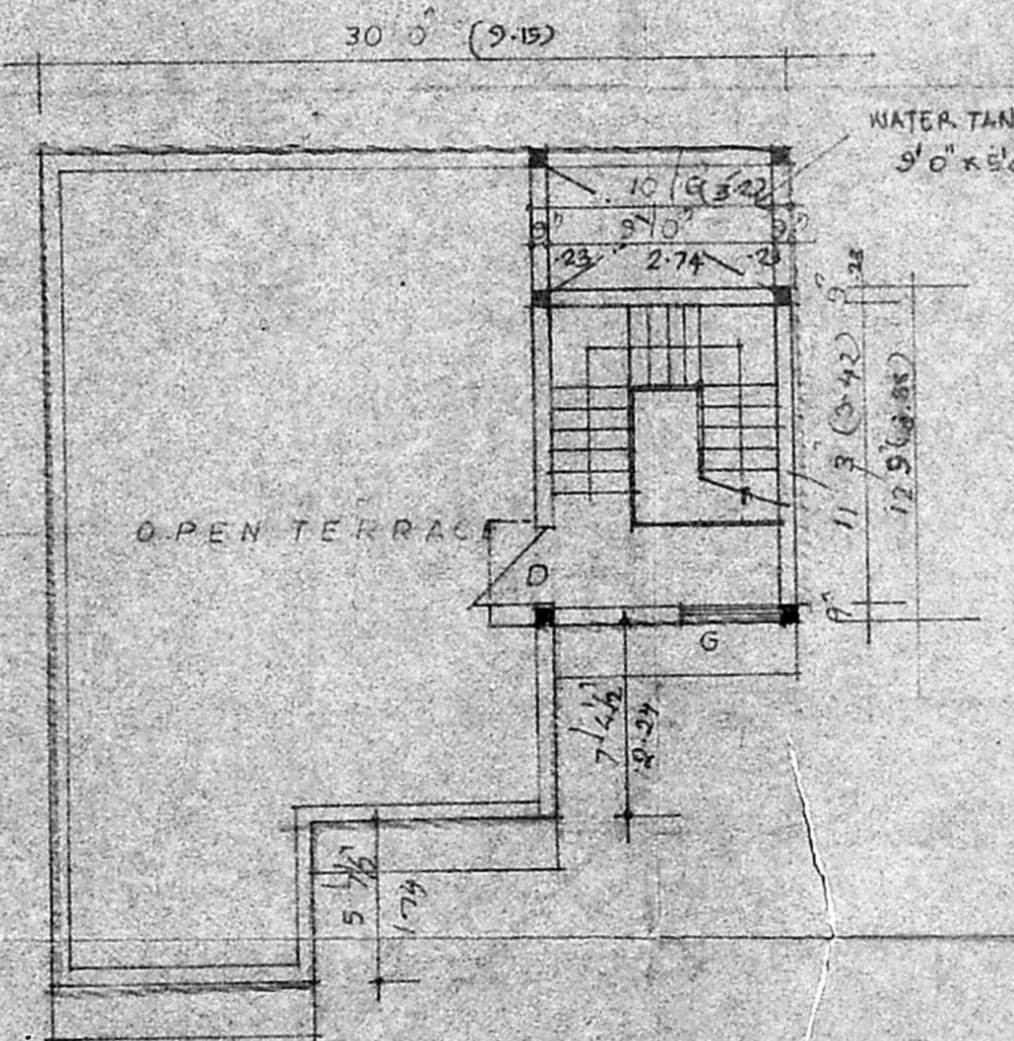 30' 0" (9.15)
WATER TAN
9' 0" x 5'
10' 6" (3.22
9" 9' 0" 9"
.23 2.74 .23
9" .23
11' 3" (3.42)
12' 9" (3.88)
9"
OPEN TERRACE
D
G
7' 4½"
2.24
5' 4½"
1.74